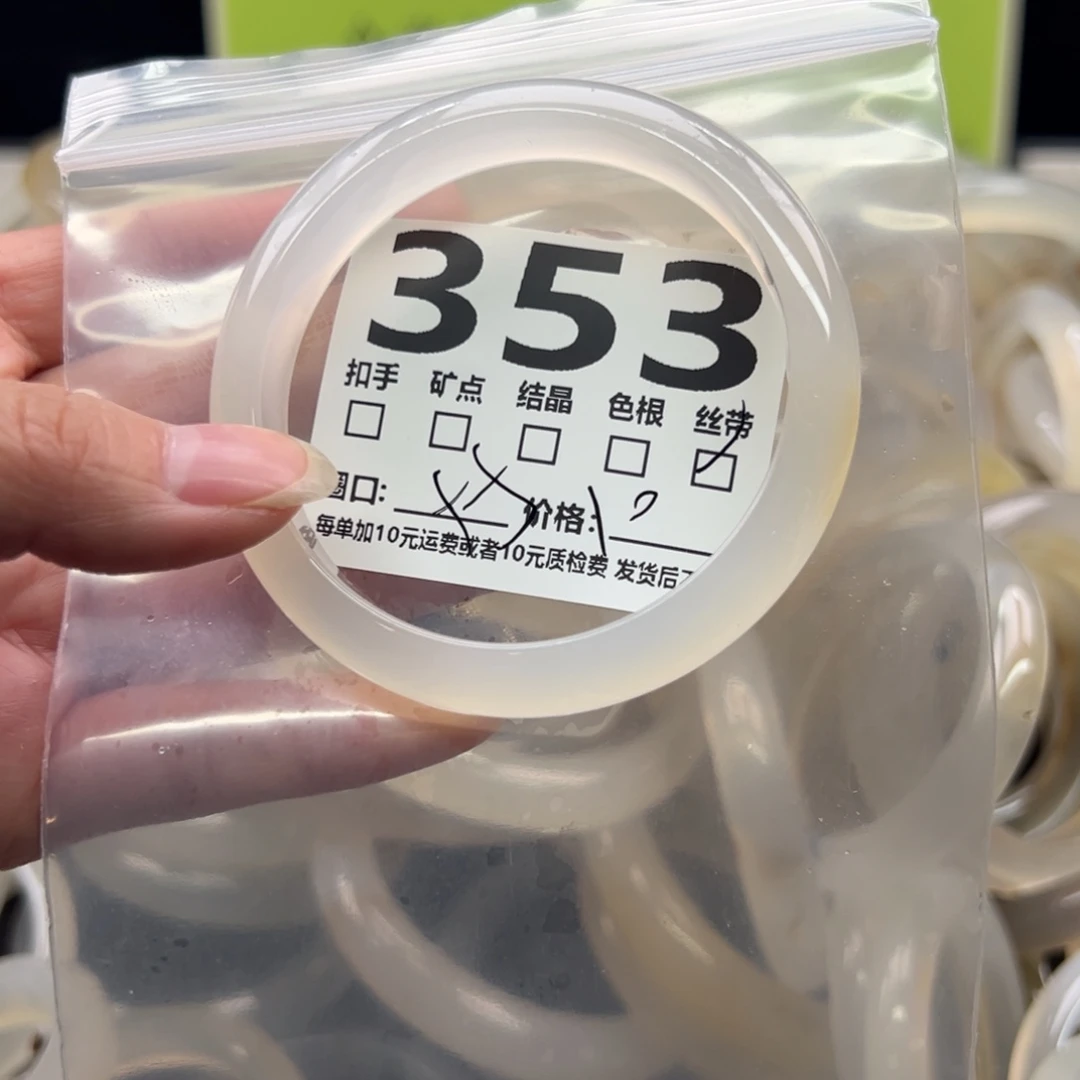 353
扣手 矿点 结晶 色根 丝带
圈口: 价格:
每单加10元运费或者10元质检费 发货后